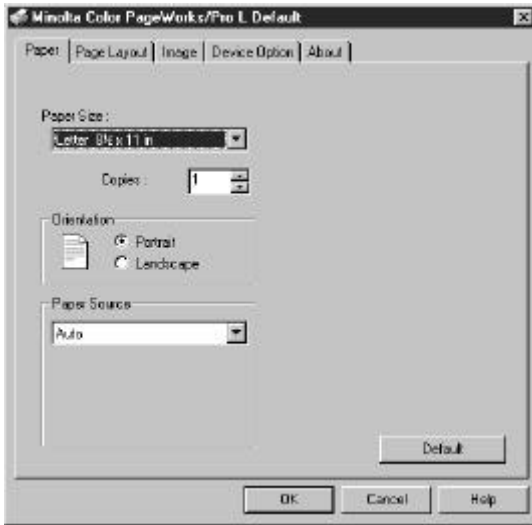 Minolta Color PageWorks/Pro L Default
Paper Page Layout Image Device Option About
Paper Size :
Letter 8½ x 11 in
Copies : 1
Orientation
Portrait
Landscape
Paper Source
Auto
Default
OK Cancel Help